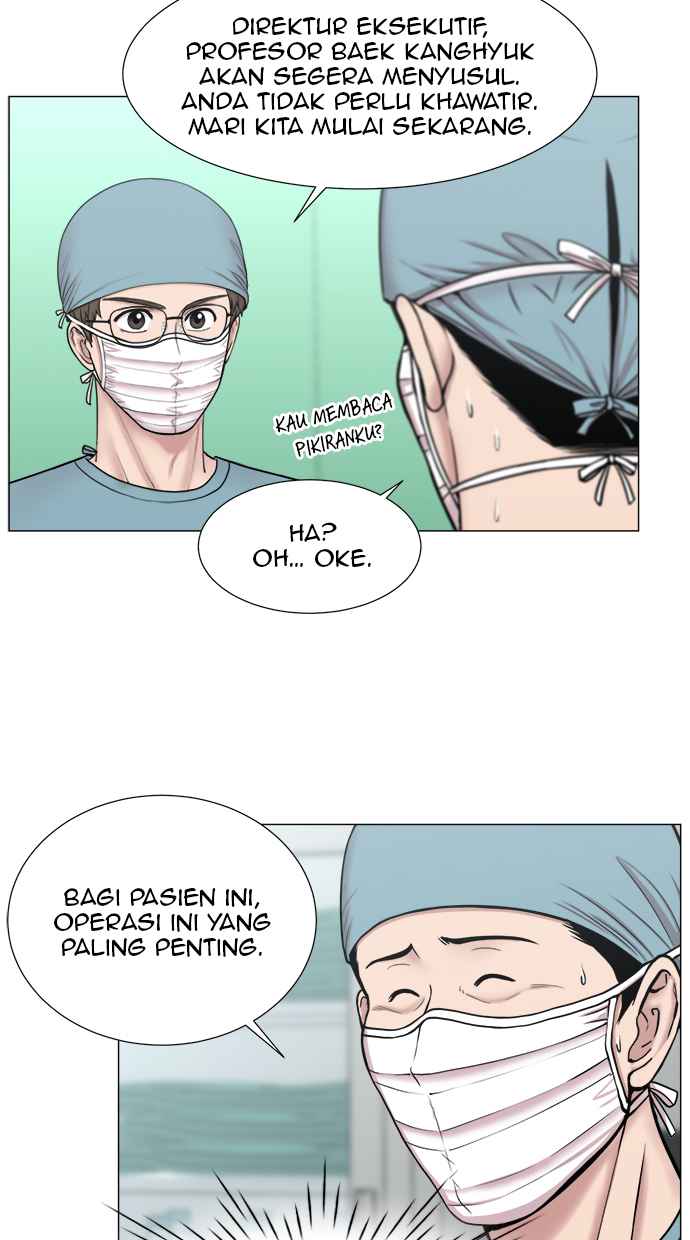 DIREKTUR EKSEKUTIF,
PROFESOR BAEK KANGHYUK
AKAN SEGERA MENYUSUL.
ANDA TIDAK PERLU KHAWATIR.
MARI KITA MULAI SEKARANG.
KAU MEMBACA
PIKIRANKU?
HA?
OH... OKE.
BAGI PASIEN INI,
OPERASI INI YANG
PALING PENTING.